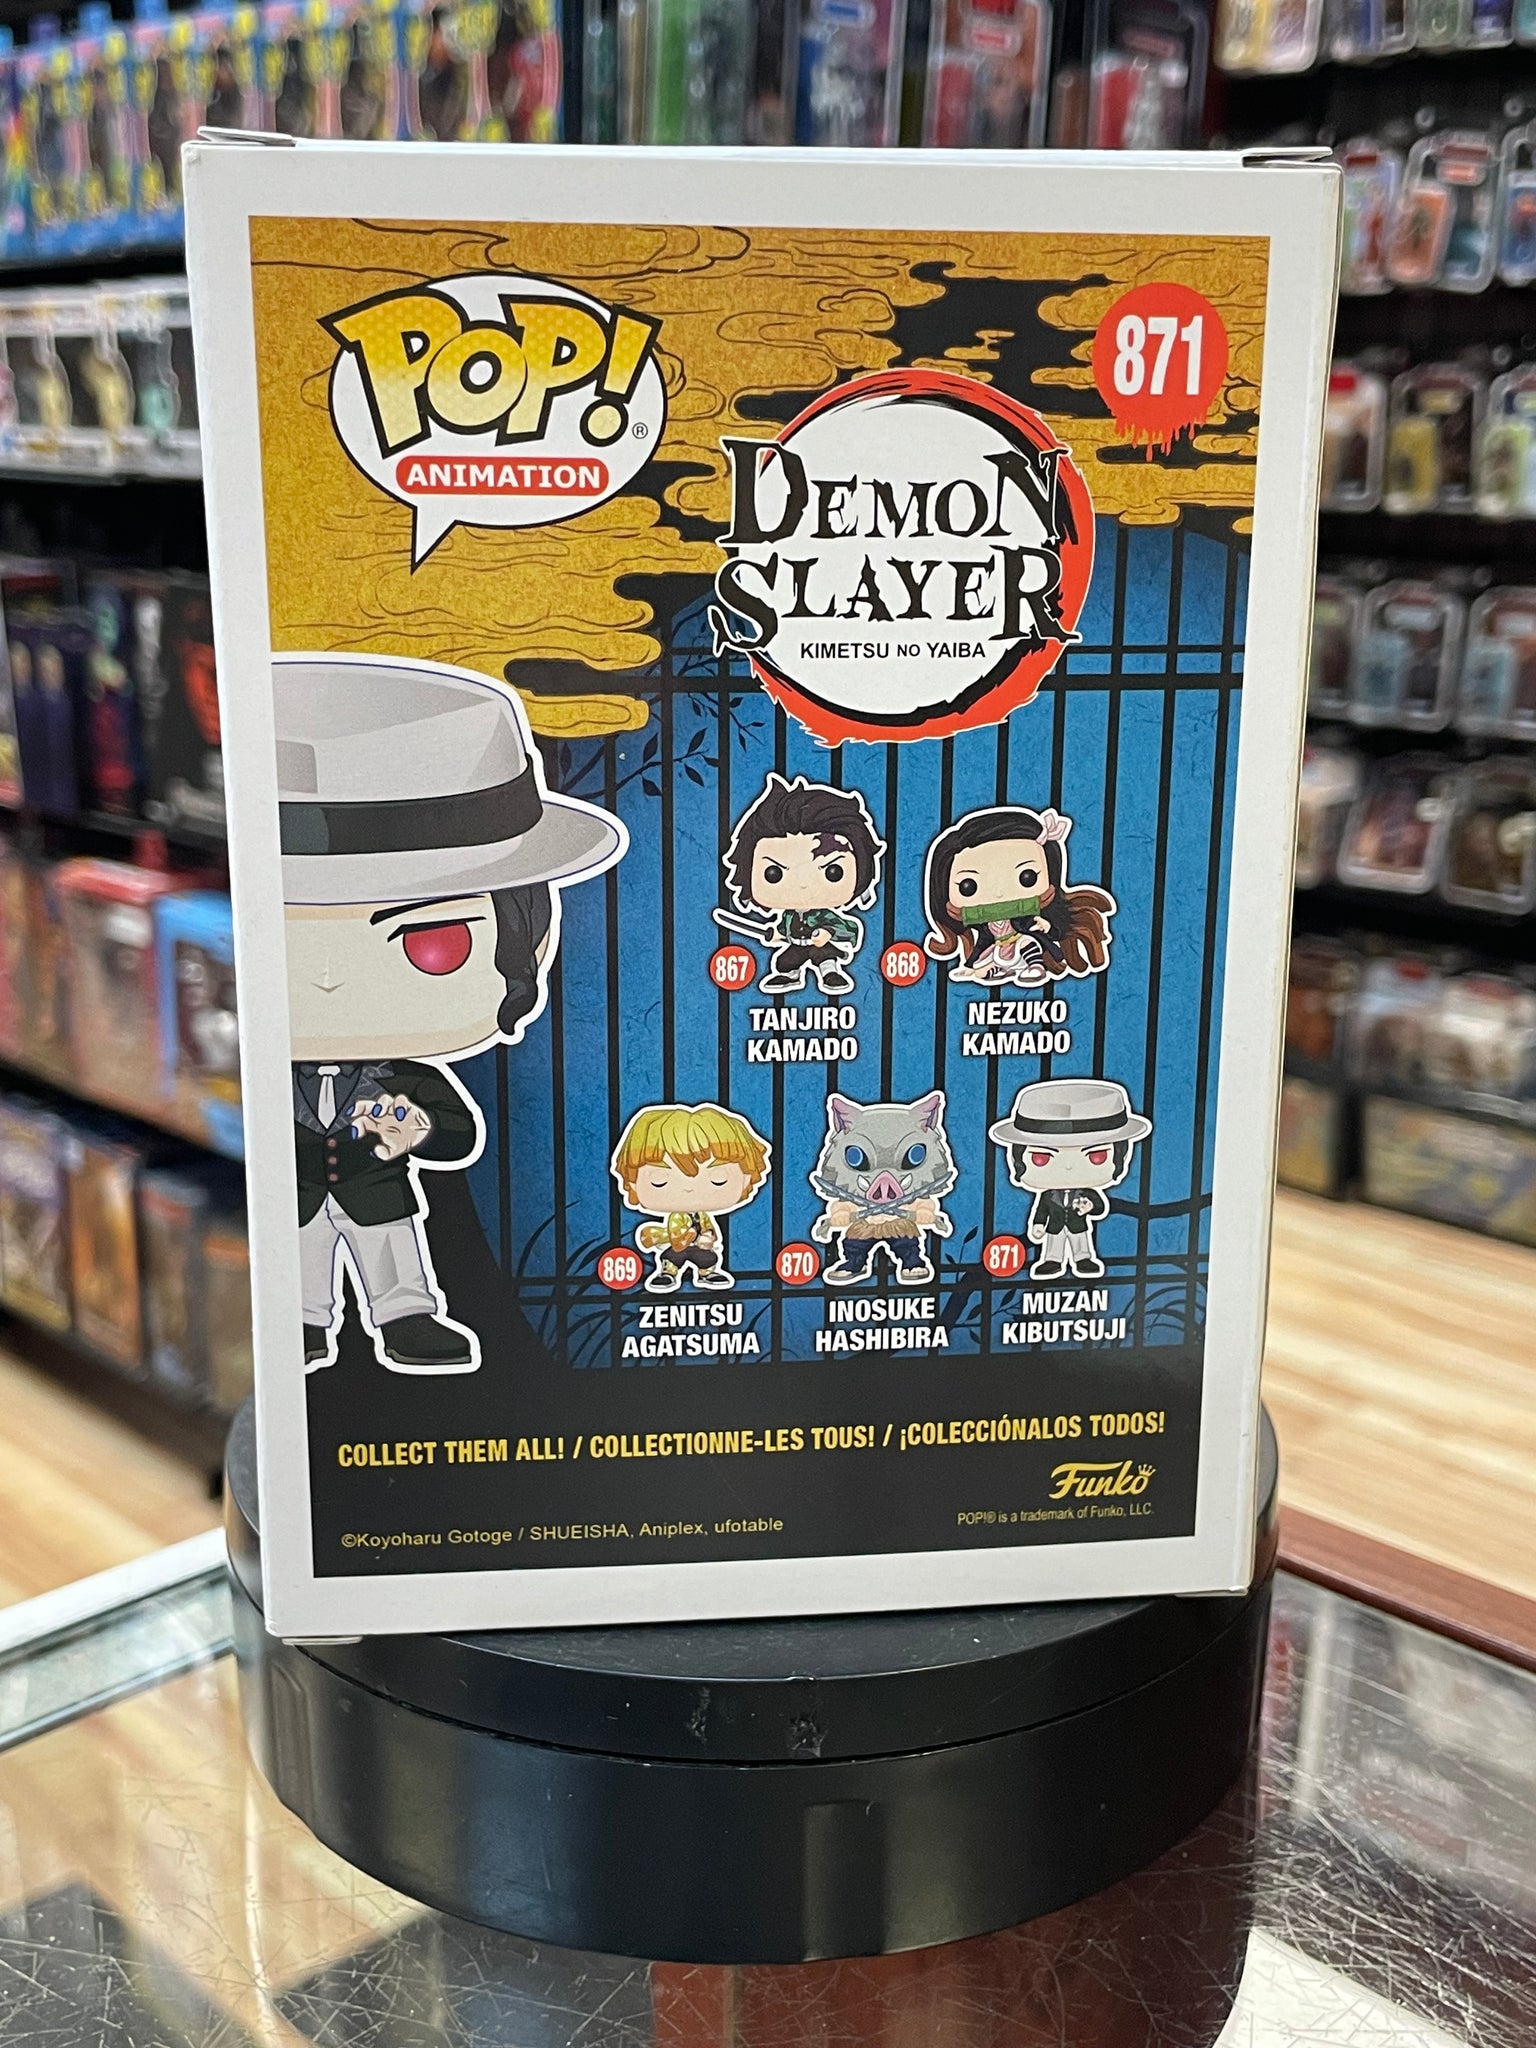 POP!®
ANIMATION
871
DEMON
SLAYER
KIMETSU NO YAIBA
867
TANJIRO
KAMADO
868
NEZUKO
KAMADO
869
ZENITSU
AGATSUMA
870
INOSUKE
HASHIBIRA
871
MUZAN
KIBUTSUJI
COLLECT THEM ALL! / COLLECTIONNE-LES TOUS! / ¡COLECCIÓNALOS TODOS!
Funko
POP!® is a trademark of Funko, LLC.
©Koyoharu Gotoge / SHUEISHA, Aniplex, ufotable